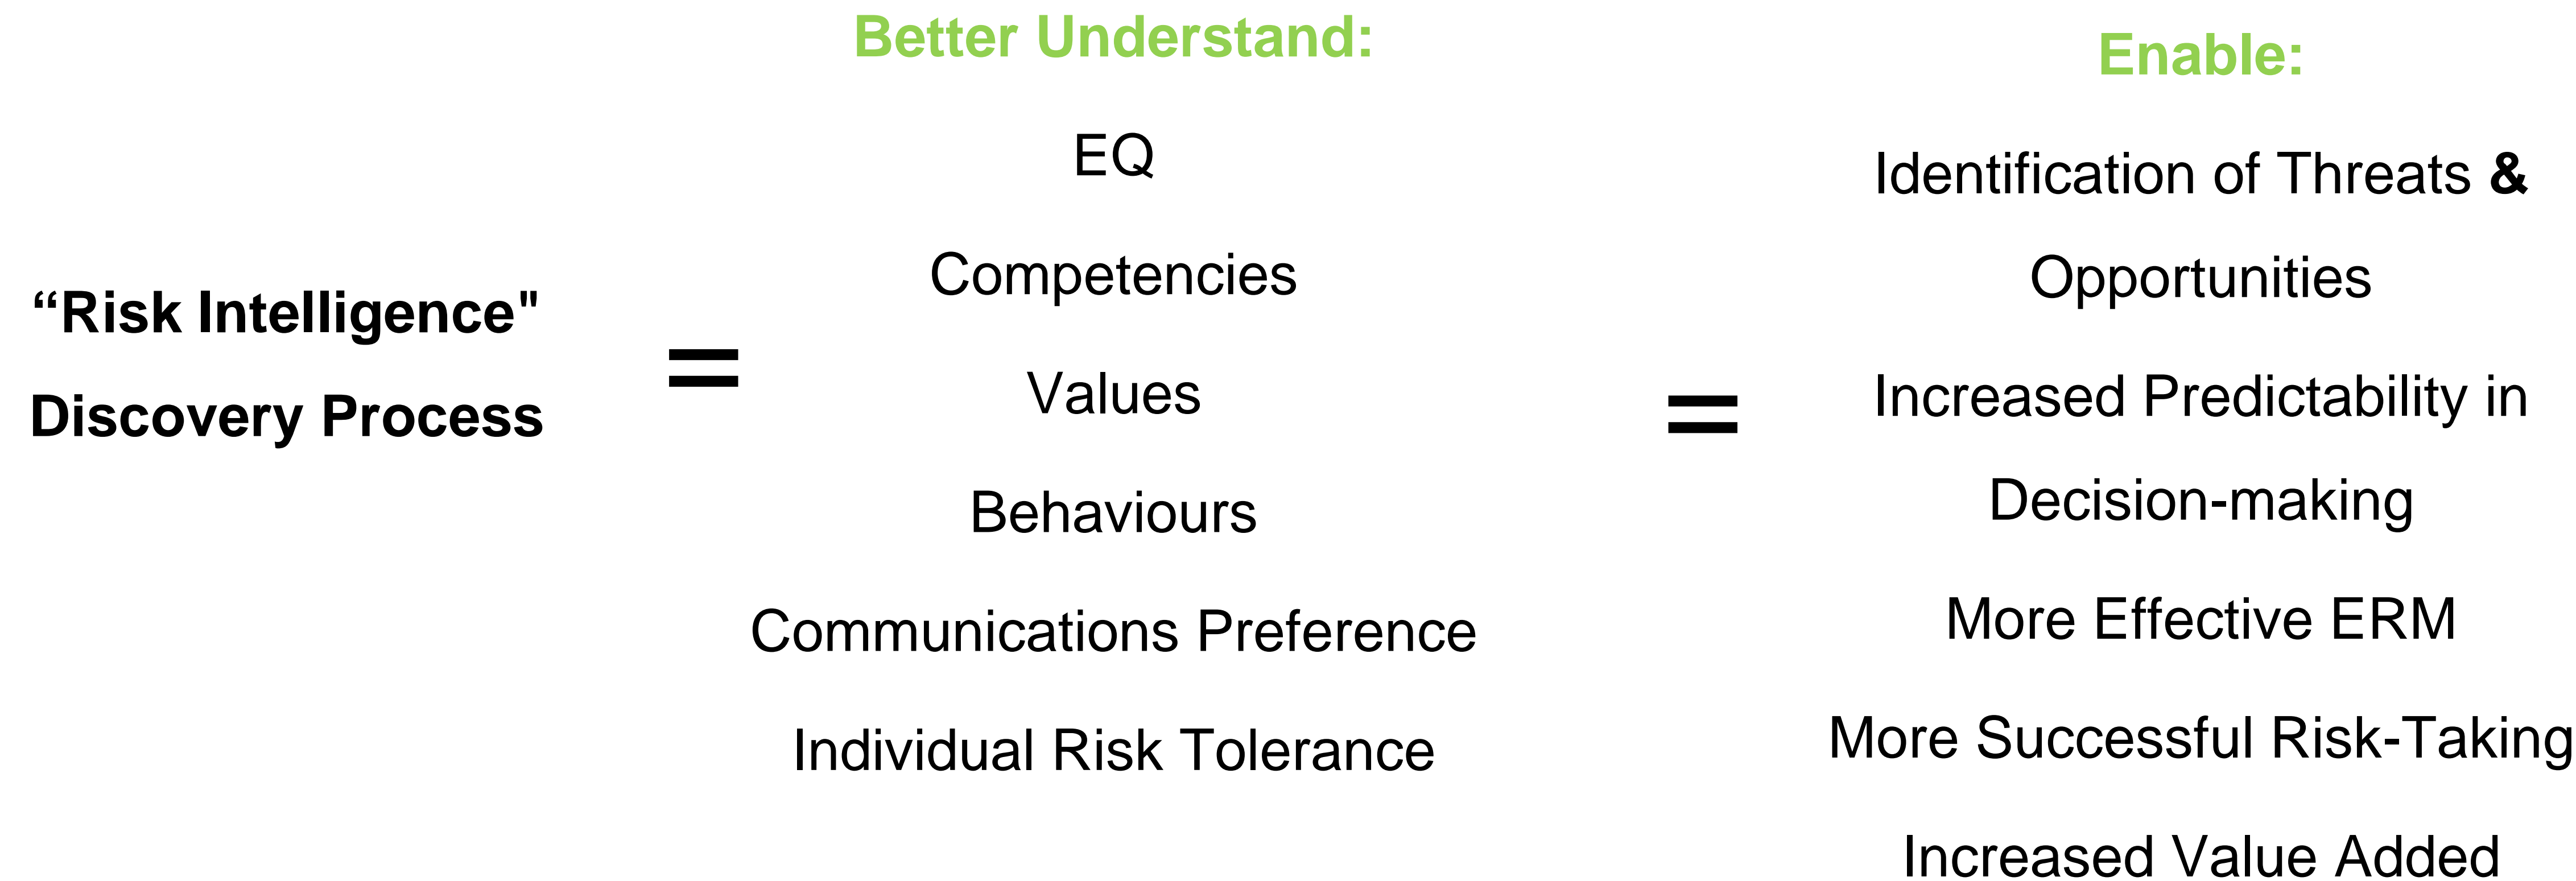 “Risk Intelligence"
Discovery Process
=
Better Understand:
EQ
Competencies
Values
Behaviours
Communications Preference
Individual Risk Tolerance
=
Enable:
Identification of Threats &
Opportunities
Increased Predictability in
Decision-making
More Effective ERM
More Successful Risk-Taking
Increased Value Added